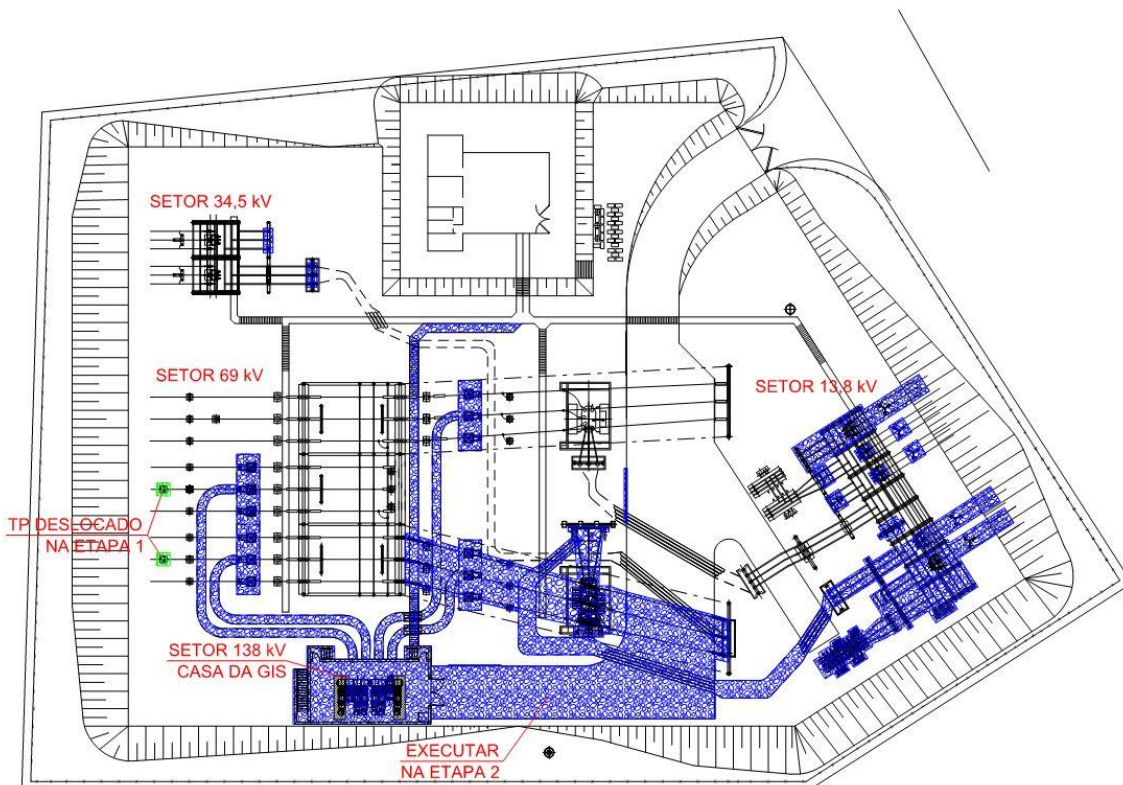 SETOR 34,5 kV
SETOR 69 kV
SETOR 13,8 kV
TP DESLOCADO
NA ETAPA 1
SETOR 138 kV
CASA DA GIS
EXECUTAR
NA ETAPA 2